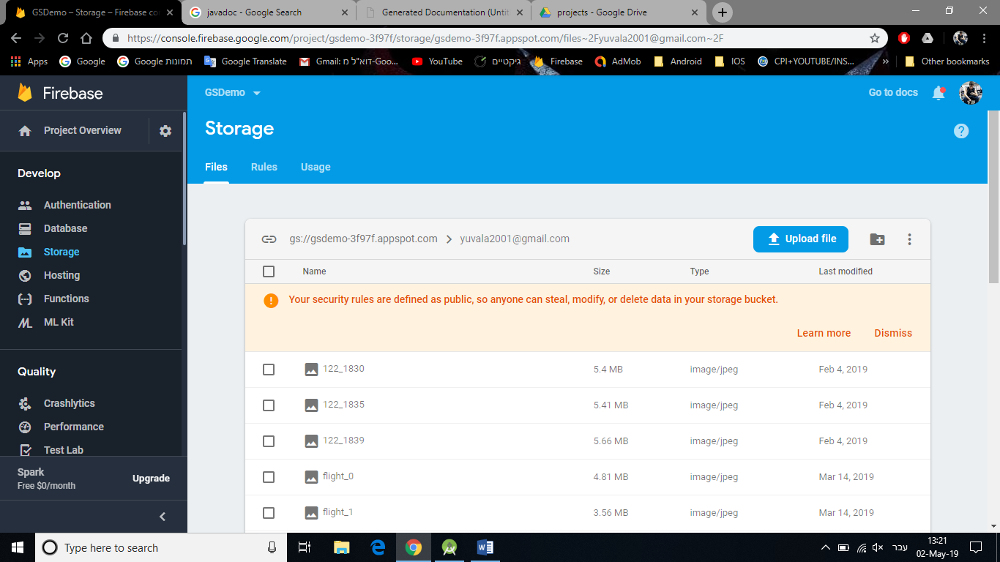 GSDemo – Storage – Firebase co
javadoc - Google Search
Generated Documentation (Untit
projects - Google Drive
https://console.firebase.google.com/project/gsdemo-3f97f/storage/gsdemo-3f97f.appspot.com/files~2Fyuvala2001@gmail.com~2F
Apps
Google
Google תמונות
Google Translate
Gmail: דוא"ל מ-Goo...
YouTube
גיקטיים
Firebase
AdMob
Android
IOS
CPI+YOUTUBE/INS...
»
Other bookmarks
Firebase
GSDemo
Go to docs
Project Overview
Storage
Files
Rules
Usage
Develop
Authentication
Database
Storage
Hosting
Functions
ML Kit
Quality
Crashlytics
Performance
Test Lab
Spark
Free $0/month
Upgrade
gs://gsdemo-3f97f.appspot.com > yuvala2001@gmail.com
Upload file
Name Size Type Last modified
Your security rules are defined as public, so anyone can steal, modify, or delete data in your storage bucket.
Learn more Dismiss
122_1830 5.4 MB image/jpeg Feb 4, 2019
122_1835 5.41 MB image/jpeg Feb 4, 2019
122_1839 5.66 MB image/jpeg Feb 4, 2019
flight_0 4.81 MB image/jpeg Mar 14, 2019
flight_1 3.56 MB image/jpeg Mar 14, 2019
Type here to search
עבר
13:21
02-May-19